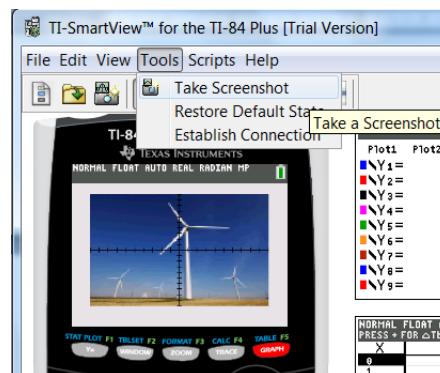 TI-SmartView™ for the TI-84 Plus [Trial Version]
File Edit View Tools Scripts Help
Take Screenshot
Restore Default State
Establish Connection
Take a Screenshot
TI-84
TEXAS INSTRUMENTS
NORMAL FLOAT AUTO REAL RADIAN MP
STAT PLOT F1 TBLSET F2 FORMAT F3 CALC F4 TABLE F5
Y= WINDOW ZOOM TRACE GRAPH
Plot1 Plot2
\Y1=
\Y2=
\Y3=
\Y4=
\Y5=
\Y6=
\Y7=
\Y8=
\Y9=
NORMAL FLOAT
PRESS + FOR △Tb
X
0
1